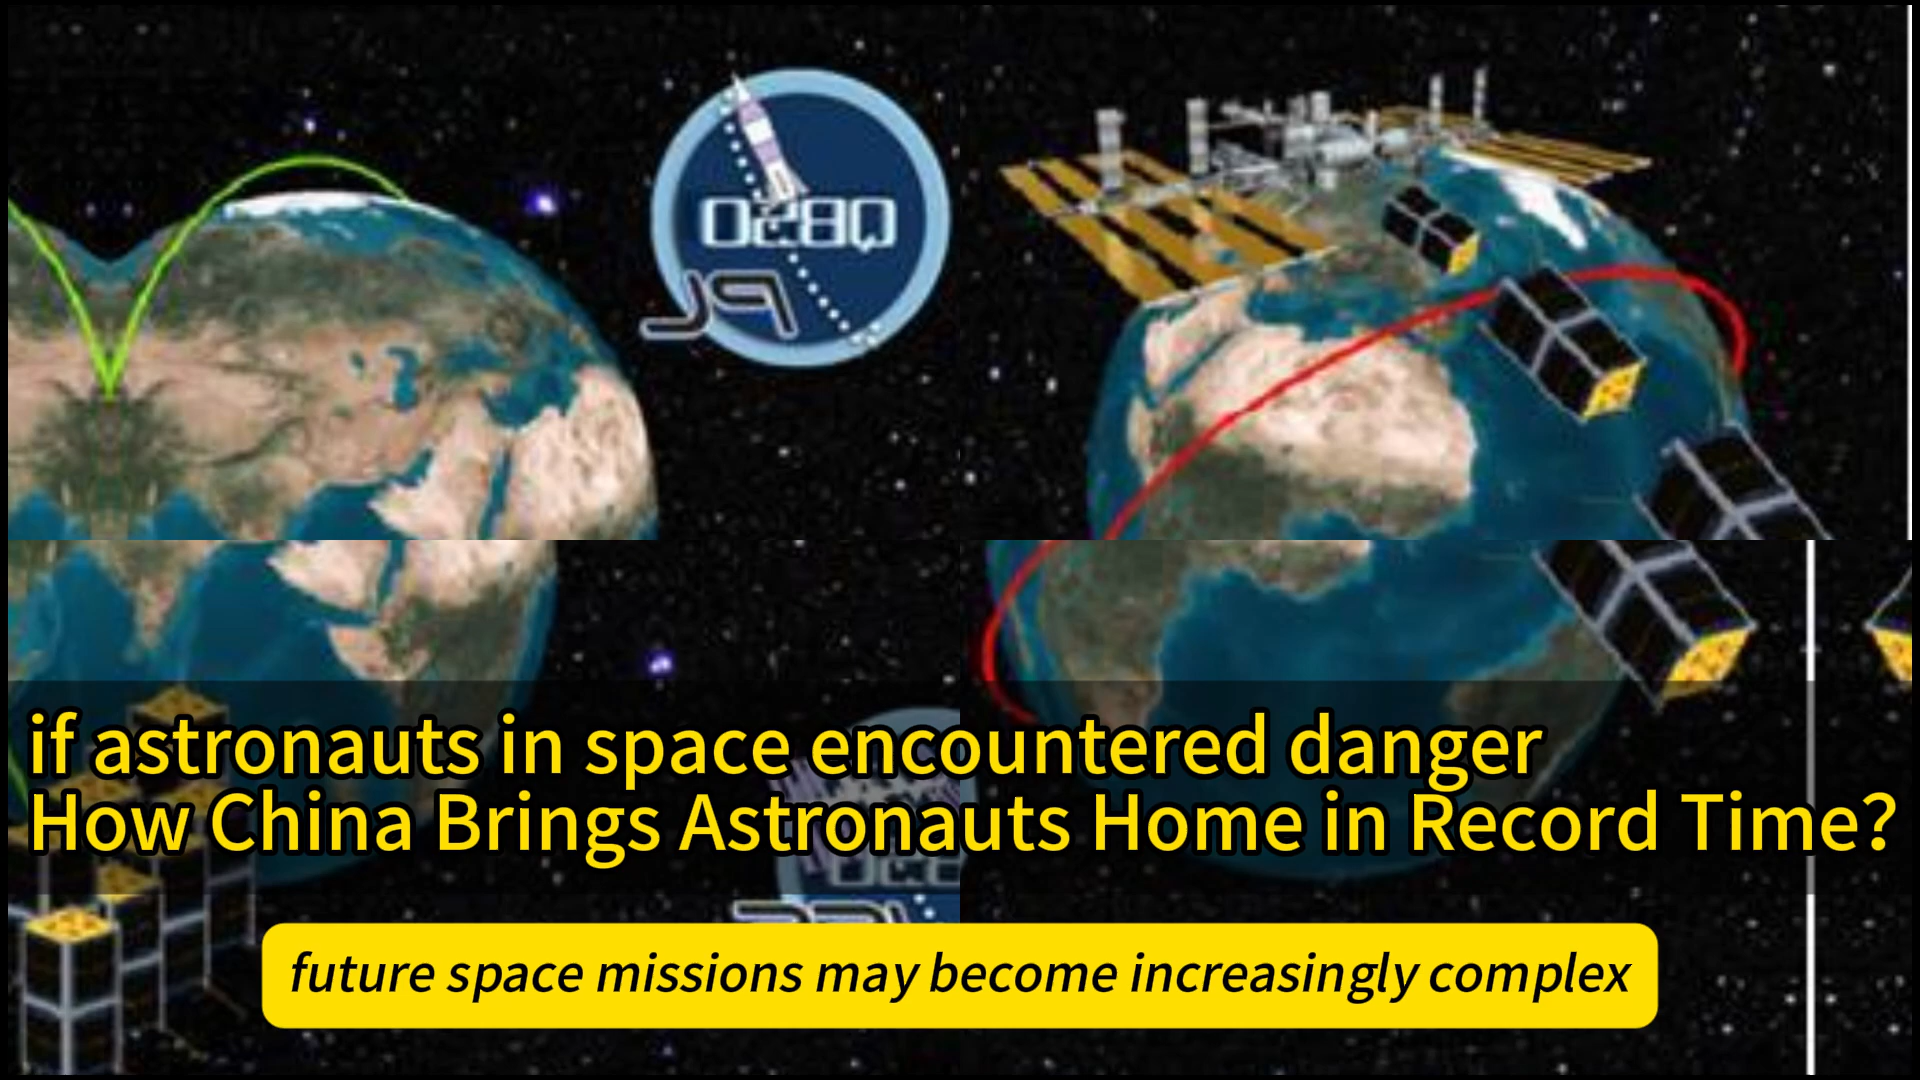 if astronauts in space encountered danger
How China Brings Astronauts Home in Record Time?
future space missions may become increasingly complex